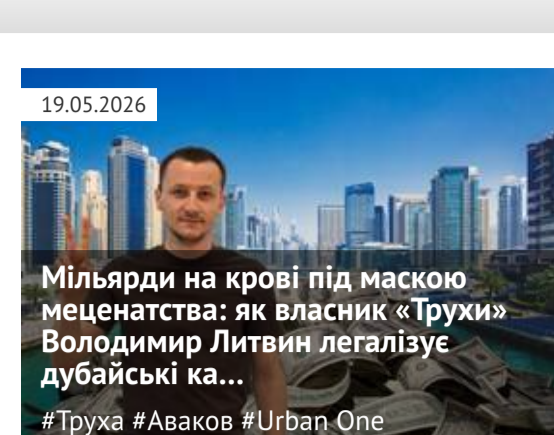 19.05.2026
Мільярди на крові під маскою
меценатства: як власник «Трухи»
Володимир Литвин легалізує
дубайські ка...
#Труха #Аваков #Urban One